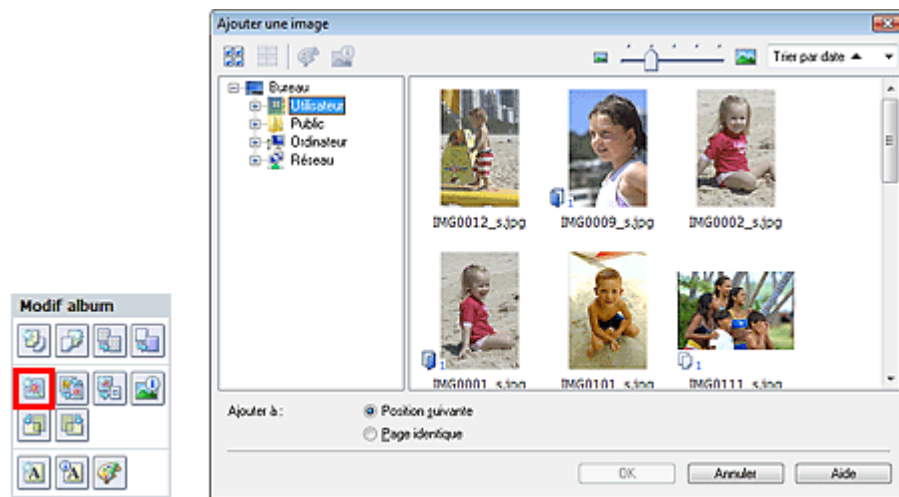 Ajouter une image
Trier par date
Bureau
Utilisateur
Public
Ordinateur
Réseau
IMG0012_s.jpg
IMG0009_s.jpg
IMG0002_s.jpg
1
1
1
IMG0001_s.jpg
IMG0101_s.jpg
IMG0111_s.jpg
Ajouter à :
Position suivante
Page identique
OK
Annuler
Aide
Modif album
A
A